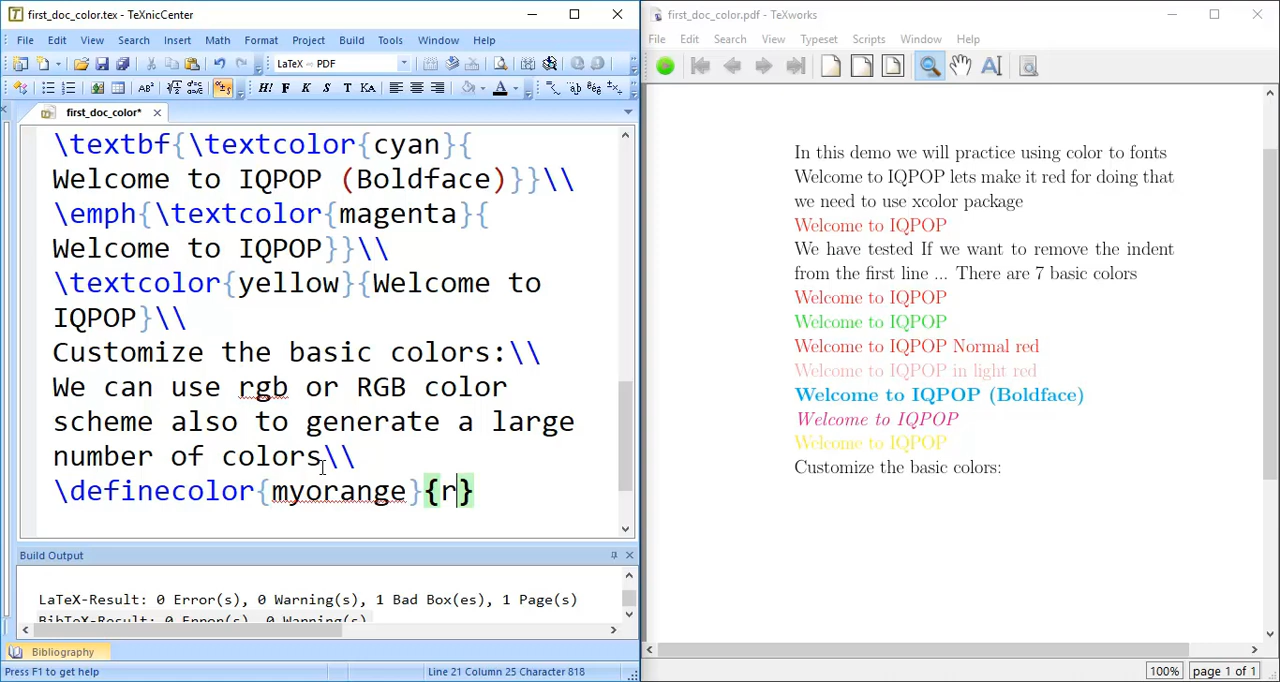 first_doc_color.tex - TeXnicCenter
File Edit View Search Insert Math Format Project Build Tools Window Help
LaTeX ⇨ PDF
first_doc_color*
\textbf{\textcolor{cyan}{
Welcome to IQPOP (Boldface)}}\\
\emph{\textcolor{magenta}{
Welcome to IQPOP}}\\
\textcolor{yellow}{Welcome to
IQPOP}\\
Customize the basic colors:\\
We can use rgb or RGB color
scheme also to generate a large
number of colors\\
\definecolor{myorange}{r}
Build Output
LaTeX-Result: 0 Error(s), 0 Warning(s), 1 Bad Box(es), 1 Page(s)
BibTeX-Result: 0 Error(s), 0 Warning(s)
Bibliography
Press F1 to get help
Line 21 Column 25 Character 818
first_doc_color.pdf - TeXworks
File Edit Search View Typeset Scripts Window Help
In this demo we will practice using color to fonts
Welcome to IQPOP lets make it red for doing that
we need to use xcolor package
Welcome to IQPOP
We have tested If we want to remove the indent
from the first line ... There are 7 basic colors
Welcome to IQPOP
Welcome to IQPOP
Welcome to IQPOP Normal red
Welcome to IQPOP in light red
Welcome to IQPOP (Boldface)
Welcome to IQPOP
Welcome to IQPOP
Customize the basic colors:
100% page 1 of 1